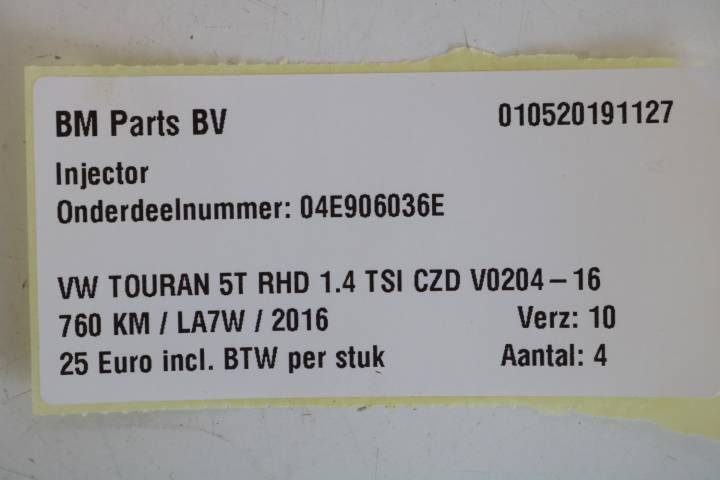 BM Parts BV 010520191127
Injector
Onderdeelnummer: 04E906036E
VW TOURAN 5T RHD 1.4 TSI CZD V0204-16
760 KM / LA7W / 2016 Verz: 10
25 Euro incl. BTW per stuk Aantal: 4